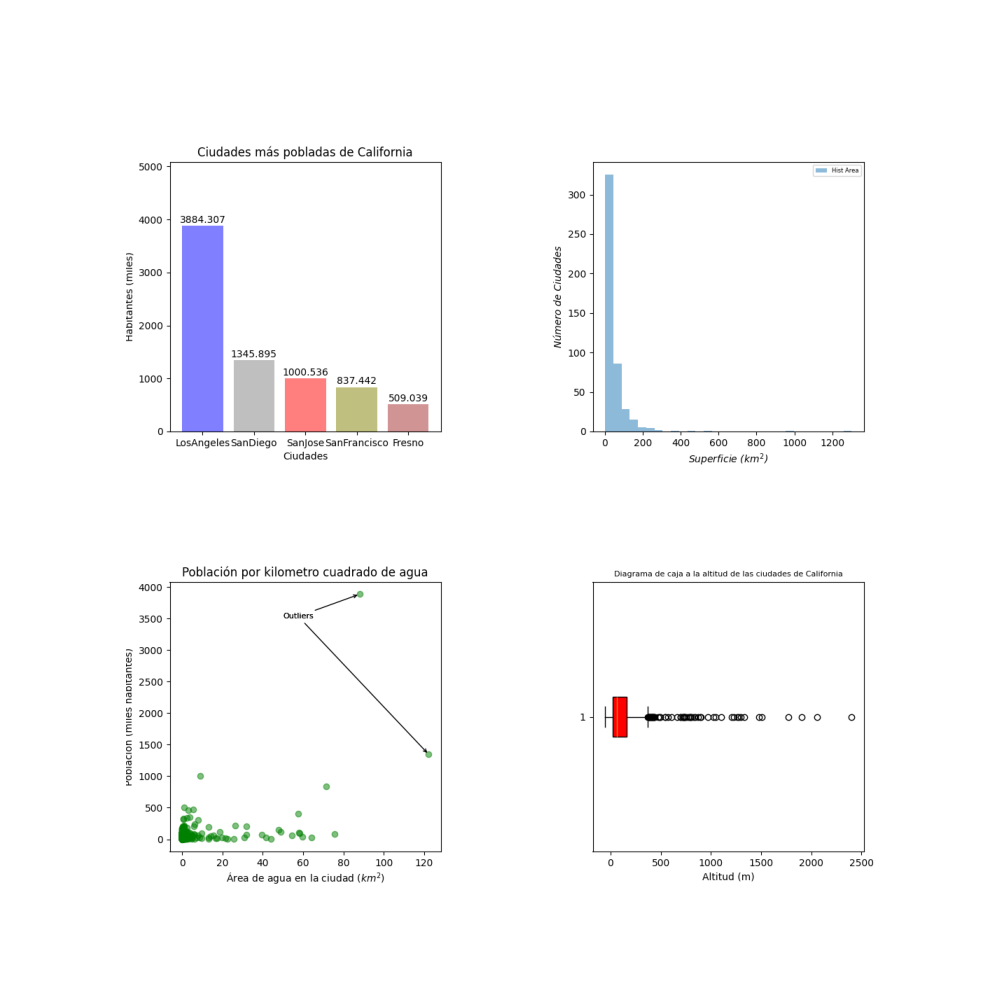 Ciudades más pobladas de California
Habitantes (miles)
5000
4000
3000
2000
1000
0
3884.307
1345.895
1000.536
837.442
509.039
LosAngeles SanDiego SanJose SanFrancisco Fresno
Ciudades
Hist Area
Número de Ciudades
300
250
200
150
100
50
0
0 200 400 600 800 1000 1200
Superficie (km²)
Población por kilometro cuadrado de agua
Población (miles habitantes)
4000
3500
3000
2500
2000
1500
1000
500
0
Outliers
0 20 40 60 80 100 120
Área de agua en la ciudad (km²)
Diagrama de caja a la altitud de las ciudades de California
1
0 500 1000 1500 2000 2500
Altitud (m)